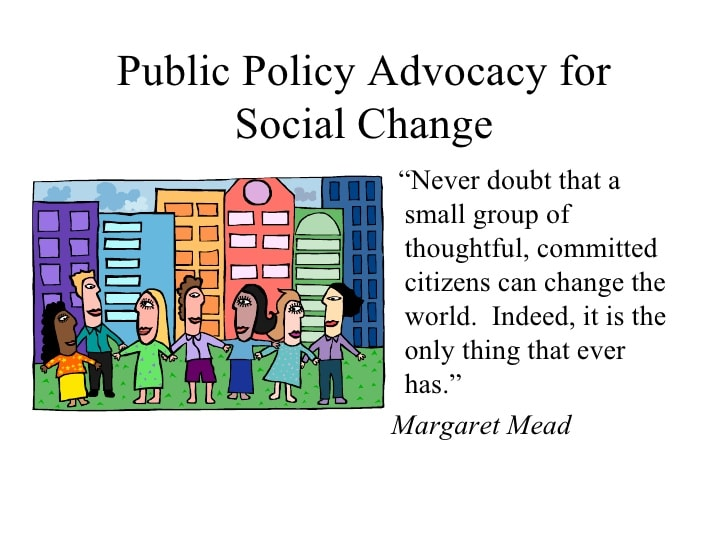 Public Policy Advocacy for
Social Change
“Never doubt that a
small group of
thoughtful, committed
citizens can change the
world.  Indeed, it is the
only thing that ever
has.”
Margaret Mead